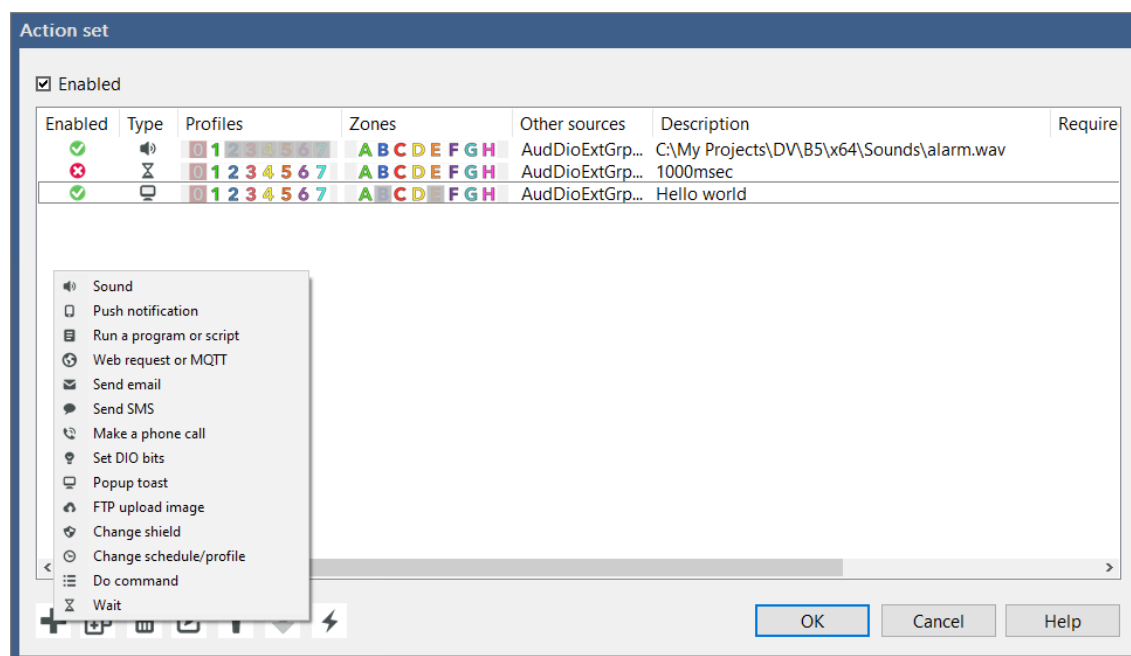 Action set
Enabled
Enabled Type Profiles Zones Other sources Description Require
0 1 2 3 4 5 6 7 A B C D E F G H AudDioExtGrp... C:\My Projects\DV\B5\x64\Sounds\alarm.wav
0 1 2 3 4 5 6 7 A B C D E F G H AudDioExtGrp... 1000msec
0 1 2 3 4 5 6 7 A B C D E F G H AudDioExtGrp... Hello world
Sound
Push notification
Run a program or script
Web request or MQTT
Send email
Send SMS
Make a phone call
Set DIO bits
Popup toast
FTP upload image
Change shield
Change schedule/profile
Do command
Wait
OK Cancel Help